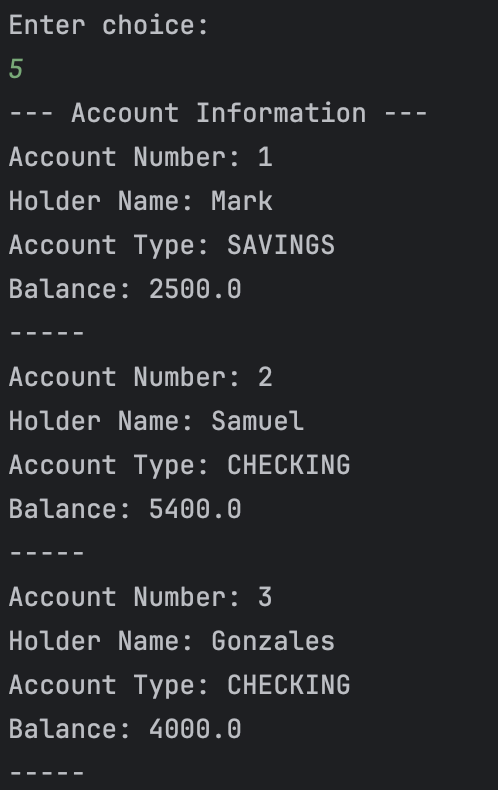 Enter choice:
5
--- Account Information ---
Account Number: 1
Holder Name: Mark
Account Type: SAVINGS
Balance: 2500.0
-----
Account Number: 2
Holder Name: Samuel
Account Type: CHECKING
Balance: 5400.0
-----
Account Number: 3
Holder Name: Gonzales
Account Type: CHECKING
Balance: 4000.0
-----